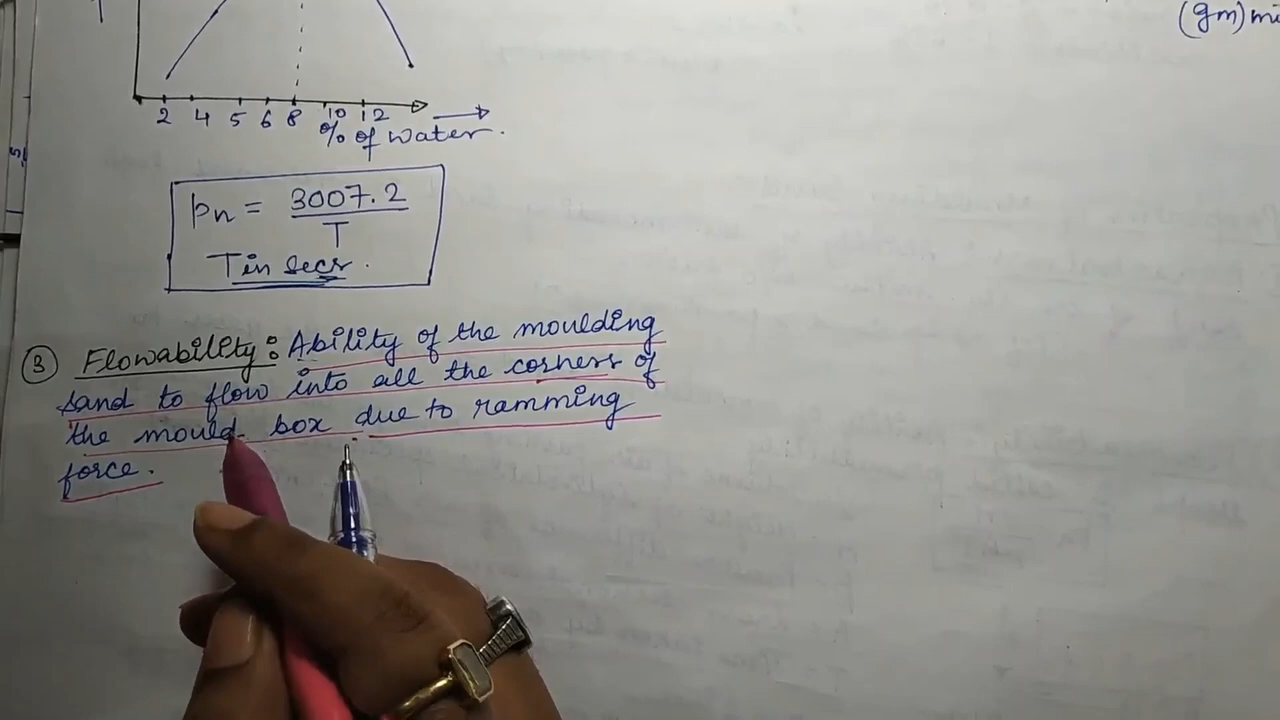 (gm) mi
2 4 5 6 8 10 12
% of water.
Pn = 3007.2 / T
T in secs.
③ Flowability: Ability of the moulding
sand to flow into all the corners of
the mould box due to ramming
force.